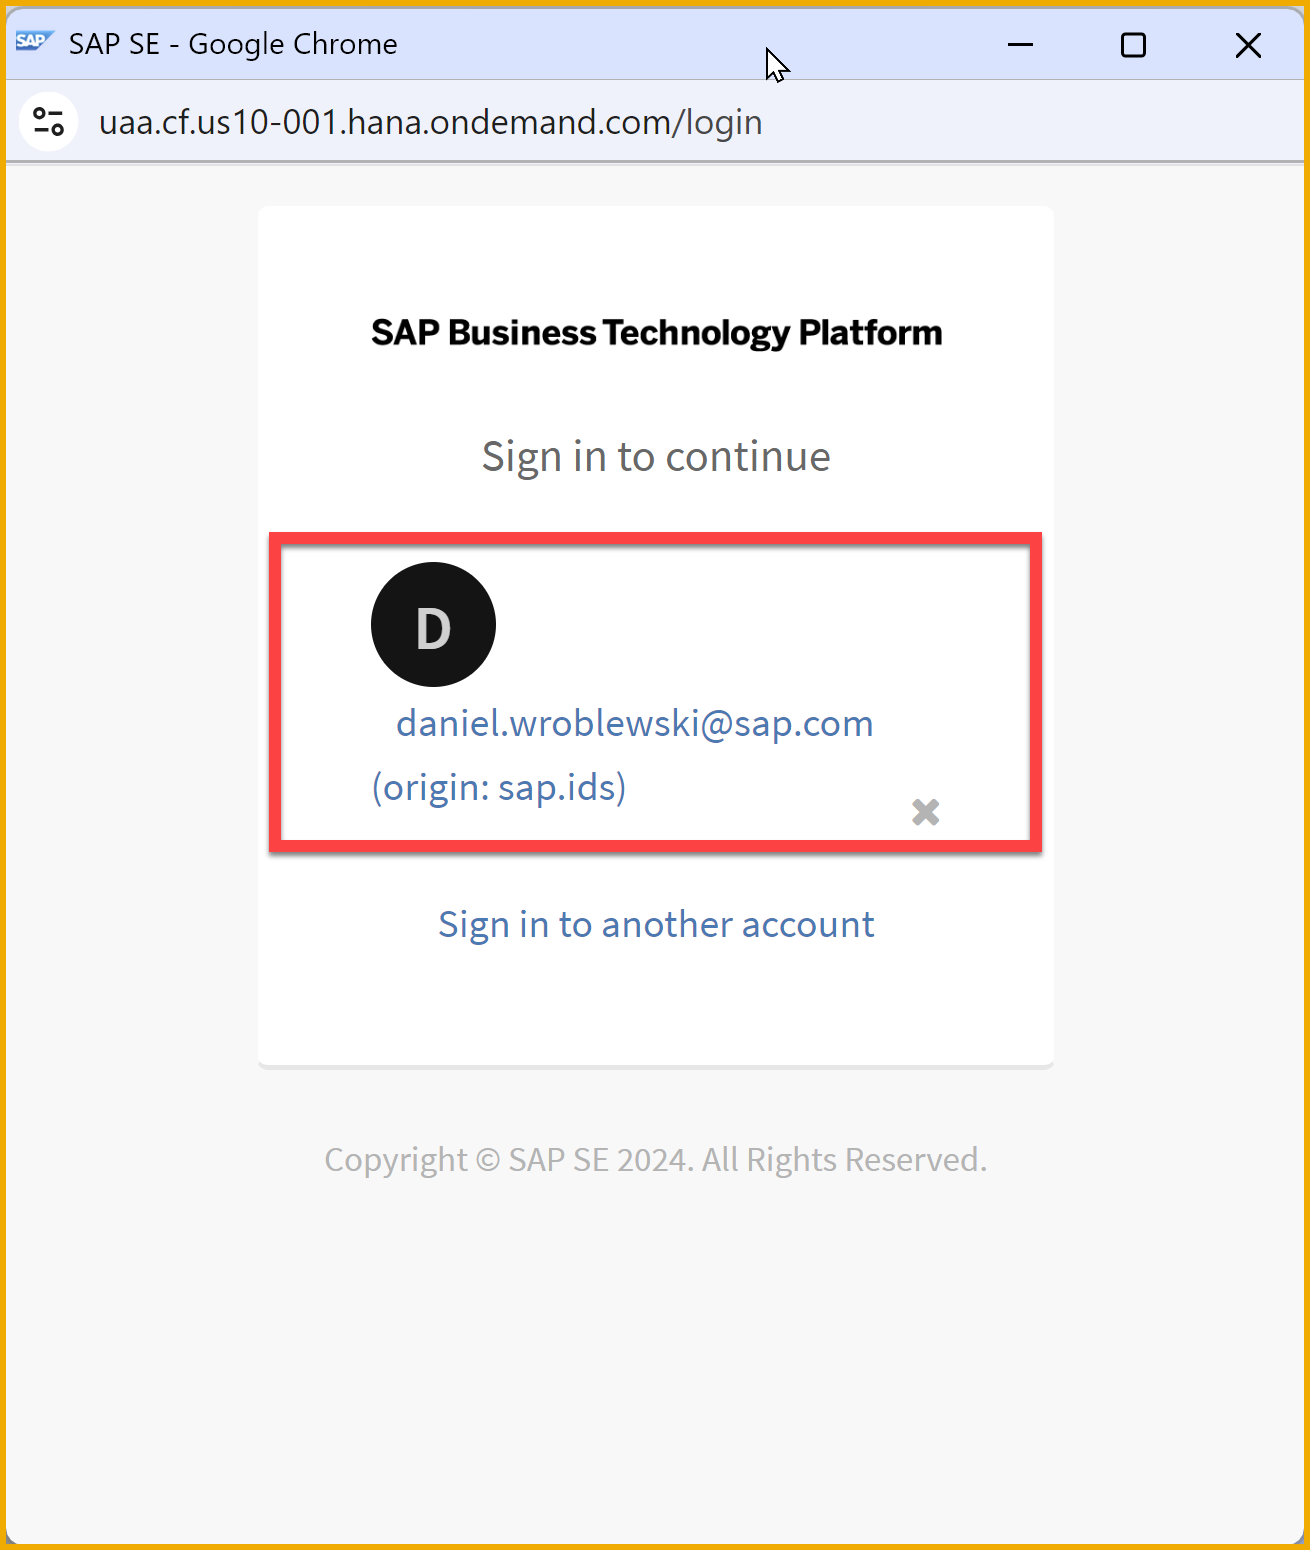 SAP SE - Google Chrome
uaa.cf.us10-001.hana.ondemand.com/login
SAP Business Technology Platform
Sign in to continue
D
daniel.wroblewski@sap.com
(origin: sap.ids)
Sign in to another account
Copyright © SAP SE 2024. All Rights Reserved.